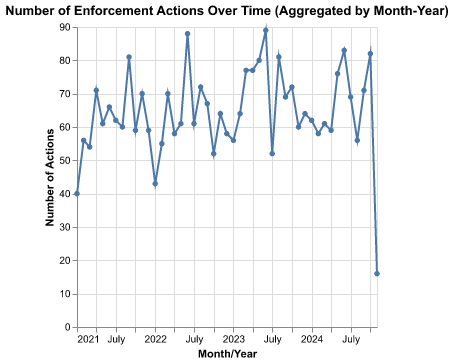 Number of Enforcement Actions Over Time (Aggregated by Month-Year)
90
80
70
60
50
40
30
20
10
0
Number of Actions
2021 July 2022 July 2023 July 2024 July
Month/Year